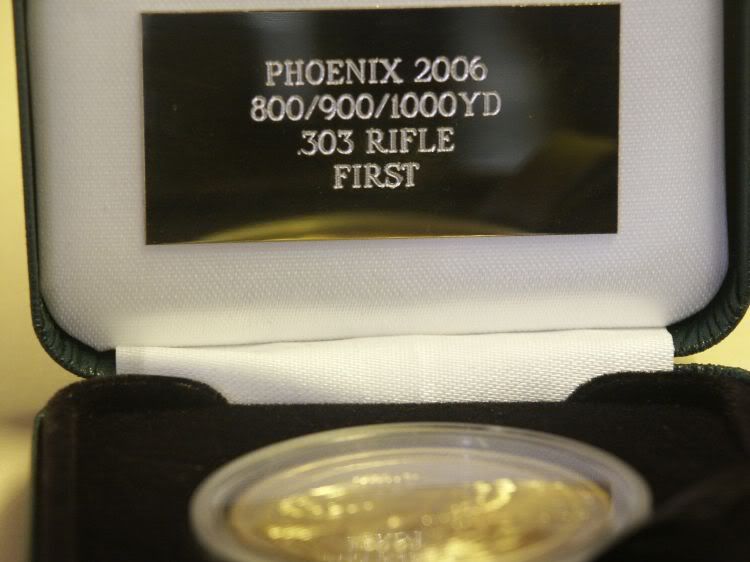 PHOENIX 2006
800/900/1000YD
.303 RIFLE
FIRST